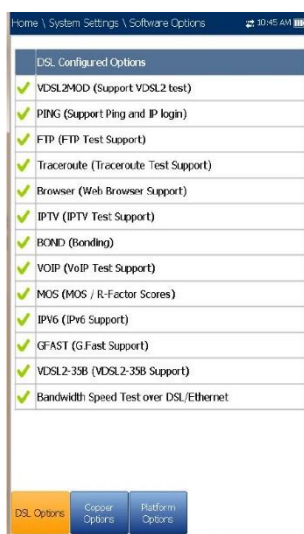 Home \ System Settings \ Software Options 10:45 AM
DSL Configured Options
VDSL2MOD (Support VDSL2 test)
PING (Support Ping and IP login)
FTP (FTP Test Support)
Traceroute (Traceroute Test Support)
Browser (Web Browser Support)
IPTV (IPTV Test Support)
BOND (Bonding)
VOIP (VoIP Test Support)
MOS (MOS / R-Factor Scores)
IPV6 (IPv6 Support)
GFAST (G.Fast Support)
VDSL2-35B (VDSL2-35B Support)
Bandwidth Speed Test over DSL/Ethernet
DSL Options
Copper Options
Platform Options